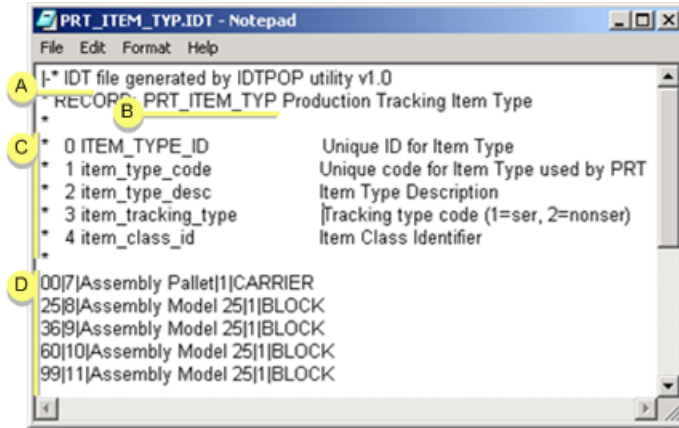 PRT_ITEM_TYP.IDT - Notepad
File Edit Format Help
|-* IDT file generated by IDTPOP utility v1.0
A
* RECORD: PRT_ITEM_TYP Production Tracking Item Type
B
*
C
* 0 ITEM_TYPE_ID Unique ID for Item Type
* 1 item_type_code Unique code for Item Type used by PRT
* 2 item_type_desc Item Type Description
* 3 item_tracking_type Tracking type code (1=ser, 2=nonser)
* 4 item_class_id Item Class Identifier
*
D
00|7|Assembly Pallet|1|CARRIER
25|8|Assembly Model 25|1|BLOCK
36|9|Assembly Model 25|1|BLOCK
60|10|Assembly Model 25|1|BLOCK
99|11|Assembly Model 25|1|BLOCK